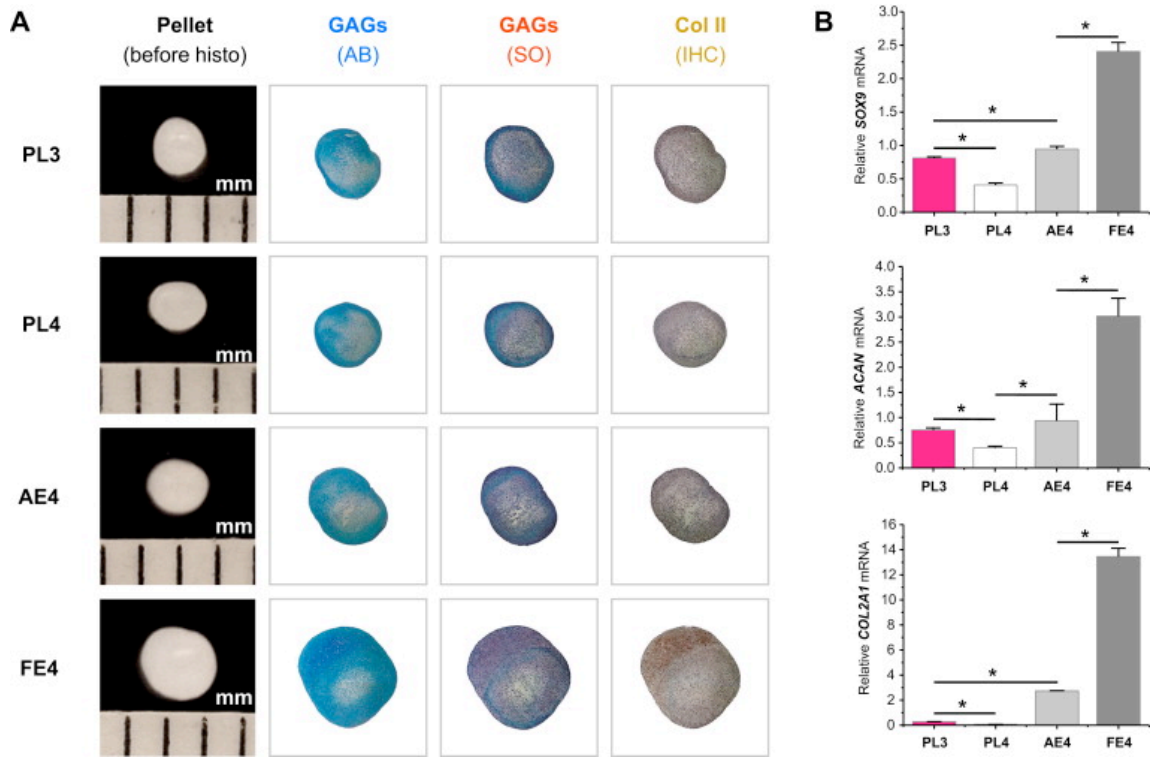 A
Pellet
(before histo)
GAGs
(AB)
GAGs
(SO)
Col II
(IHC)
PL3
mm
PL4
mm
AE4
mm
FE4
mm
B
Relative SOX9 mRNA
3.0
2.5
2.0
1.5
1.0
0.5
0.0
*
*
*
PL3 PL4 AE4 FE4
Relative ACAN mRNA
4.0
3.5
3.0
2.5
2.0
1.5
1.0
0.5
0.0
*
*
*
PL3 PL4 AE4 FE4
Relative COL2A1 mRNA
16
14
12
10
8
6
4
2
0
*
*
*
PL3 PL4 AE4 FE4